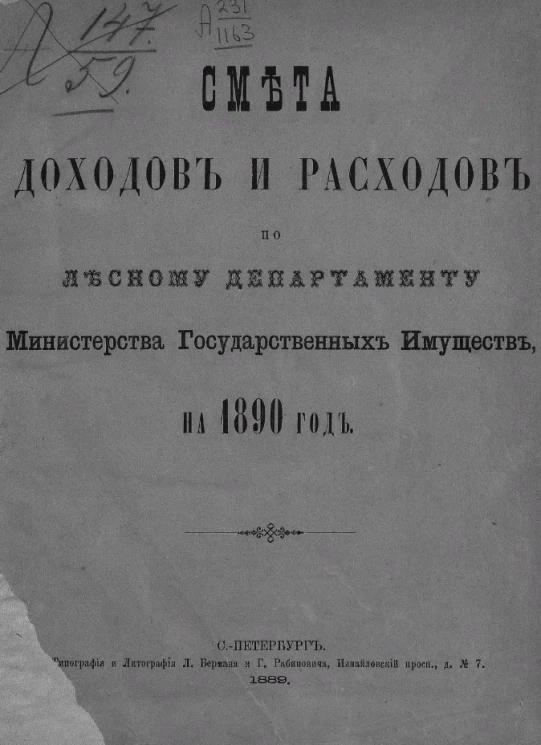 А 147.
59.
А 231
1163
СМѢТА
ДОХОДОВЪ И РАСХОДОВЪ
ПО
ЛѢСНОМУ ДЕПАРТАМЕНТУ
Министерства Государственныхъ Имуществъ,
НА 1890 ГОДЪ.
С.-ПЕТЕРБУРГЪ.
Типографія и Литографія Л. Бермана и Г. Рабиновича, Измайловскій просп., д. № 7.
1889.